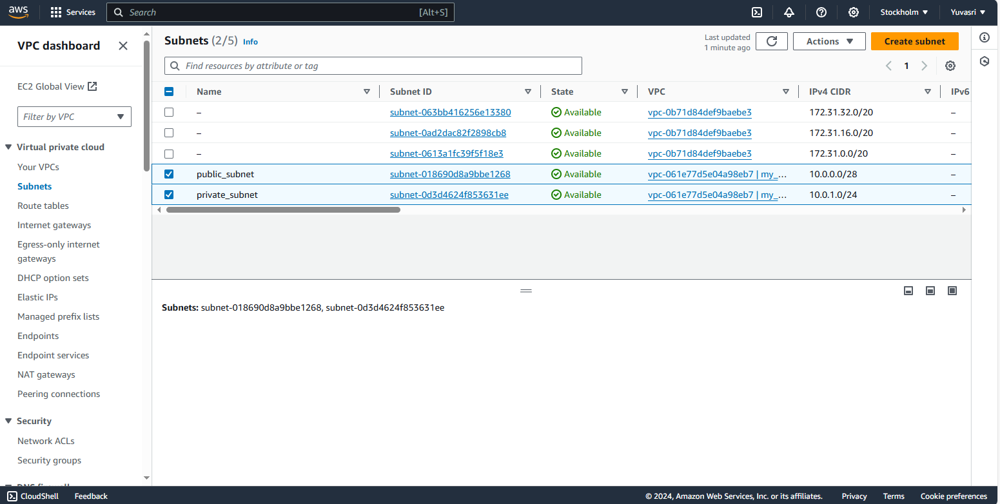 aws Services Search [Alt+S] Stockholm Yuvasri
VPC dashboard
EC2 Global View
Filter by VPC
Virtual private cloud
Your VPCs
Subnets
Route tables
Internet gateways
Egress-only internet
gateways
DHCP option sets
Elastic IPs
Managed prefix lists
Endpoints
Endpoint services
NAT gateways
Peering connections
Security
Network ACLs
Security groups
Subnets (2/5) Info
Last updated
1 minute ago
Actions
Create subnet
Find resources by attribute or tag
1
Name Subnet ID State VPC IPv4 CIDR IPv6
– subnet-063bb416256e13380 Available vpc-0b71d84def9baebe3 172.31.32.0/20 –
– subnet-0ad2dac82f2898cb8 Available vpc-0b71d84def9baebe3 172.31.16.0/20 –
– subnet-0613a1fc39f5f18e3 Available vpc-0b71d84def9baebe3 172.31.0.0/20 –
public_subnet subnet-018690d8a9bbe1268 Available vpc-061e77d5e04a98eb7 | my_... 10.0.0.0/28 –
private_subnet subnet-0d3d4624f853631ee Available vpc-061e77d5e04a98eb7 | my_... 10.0.1.0/24 –
Subnets: subnet-018690d8a9bbe1268, subnet-0d3d4624f853631ee
CloudShell Feedback © 2024, Amazon Web Services, Inc. or its affiliates. Privacy Terms Cookie preferences